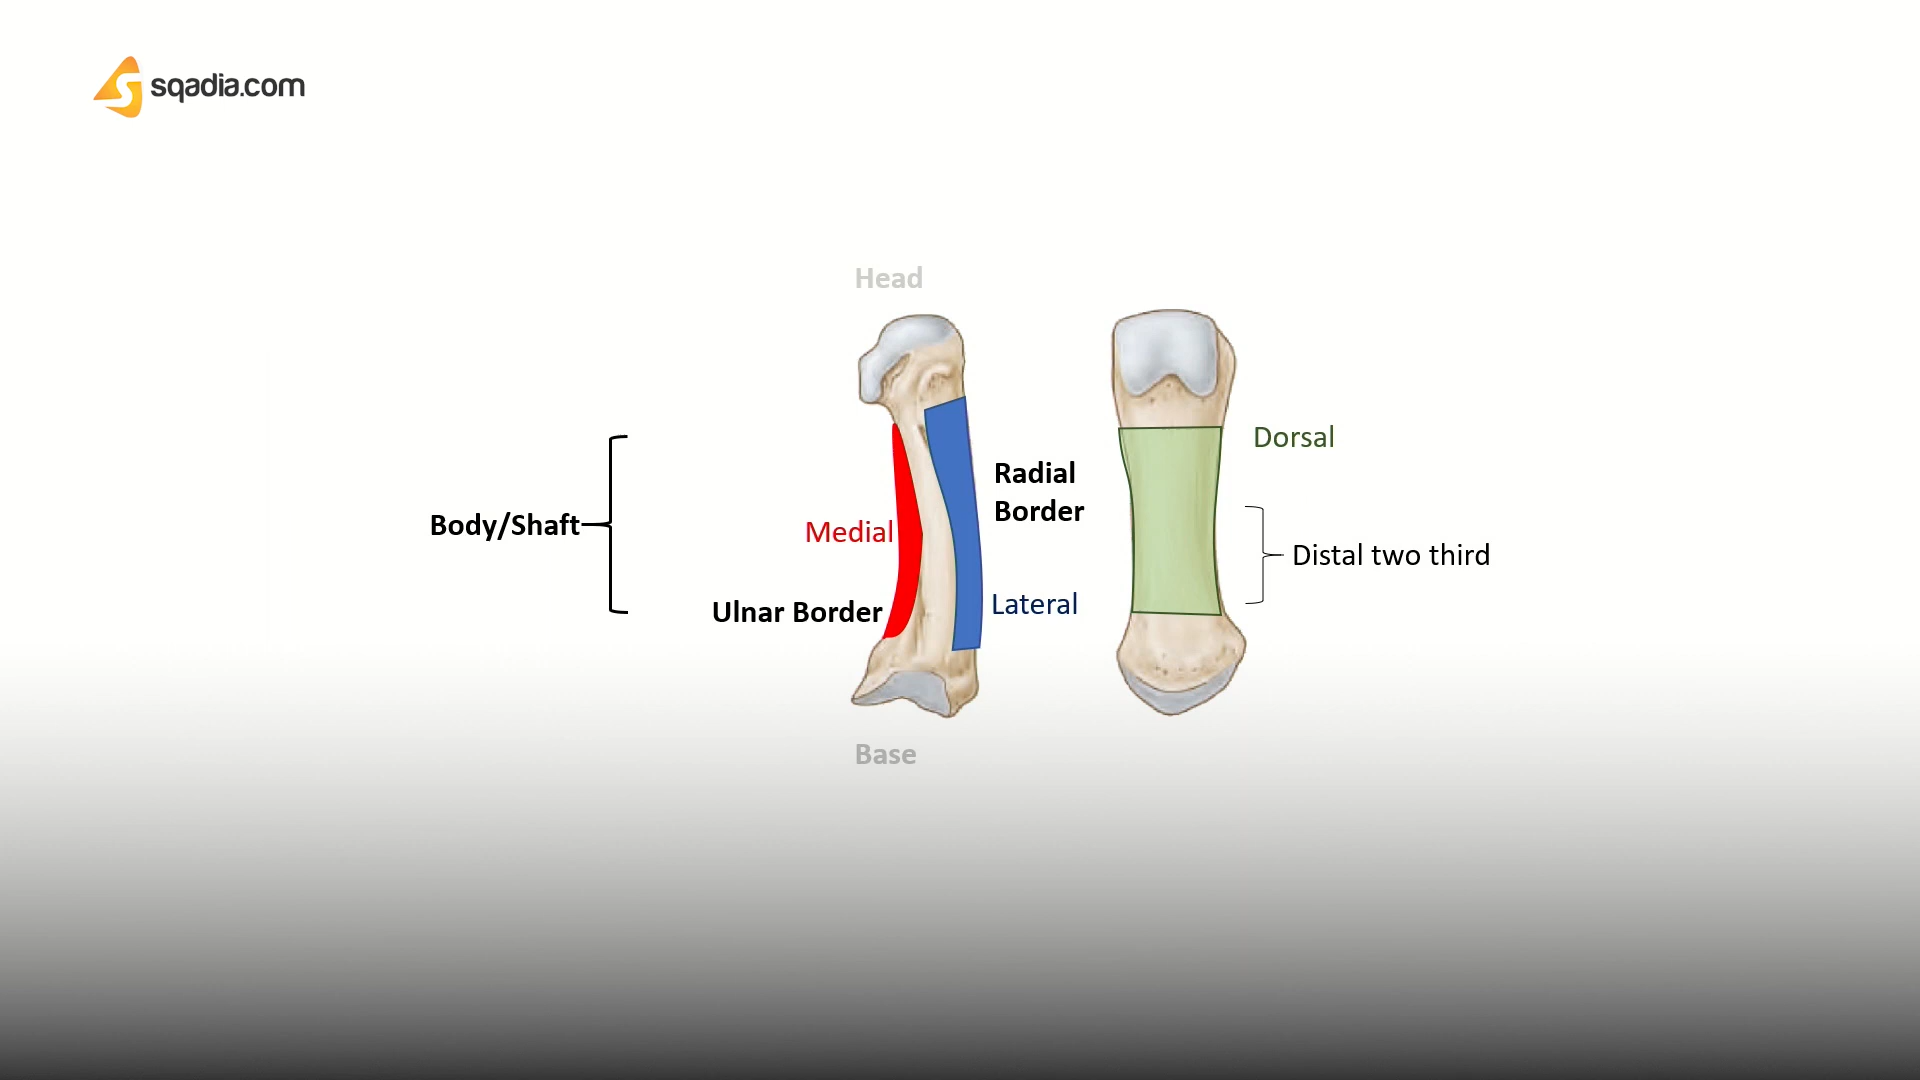 sqadia.com
Head
Dorsal
Radial
Border
Body/Shaft
Medial
Distal two third
Ulnar Border
Lateral
Base